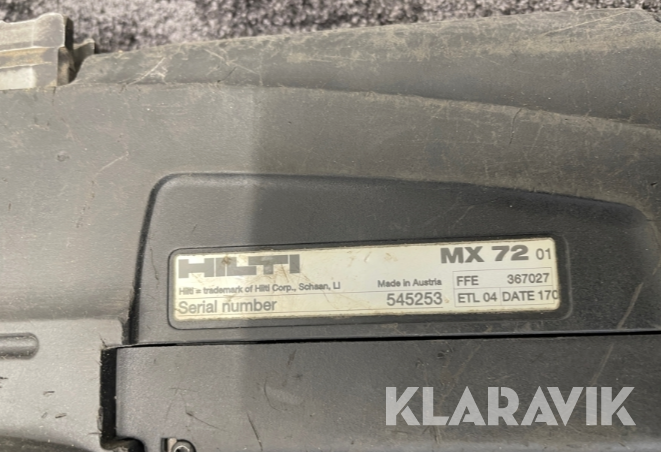 HILTI MX 72 01
Hilti = trademark of Hilti Corp., Schaan, LI Made in Austria FFE 367027
Serial number 545253 ETL 04 DATE 170
KLARAVIK